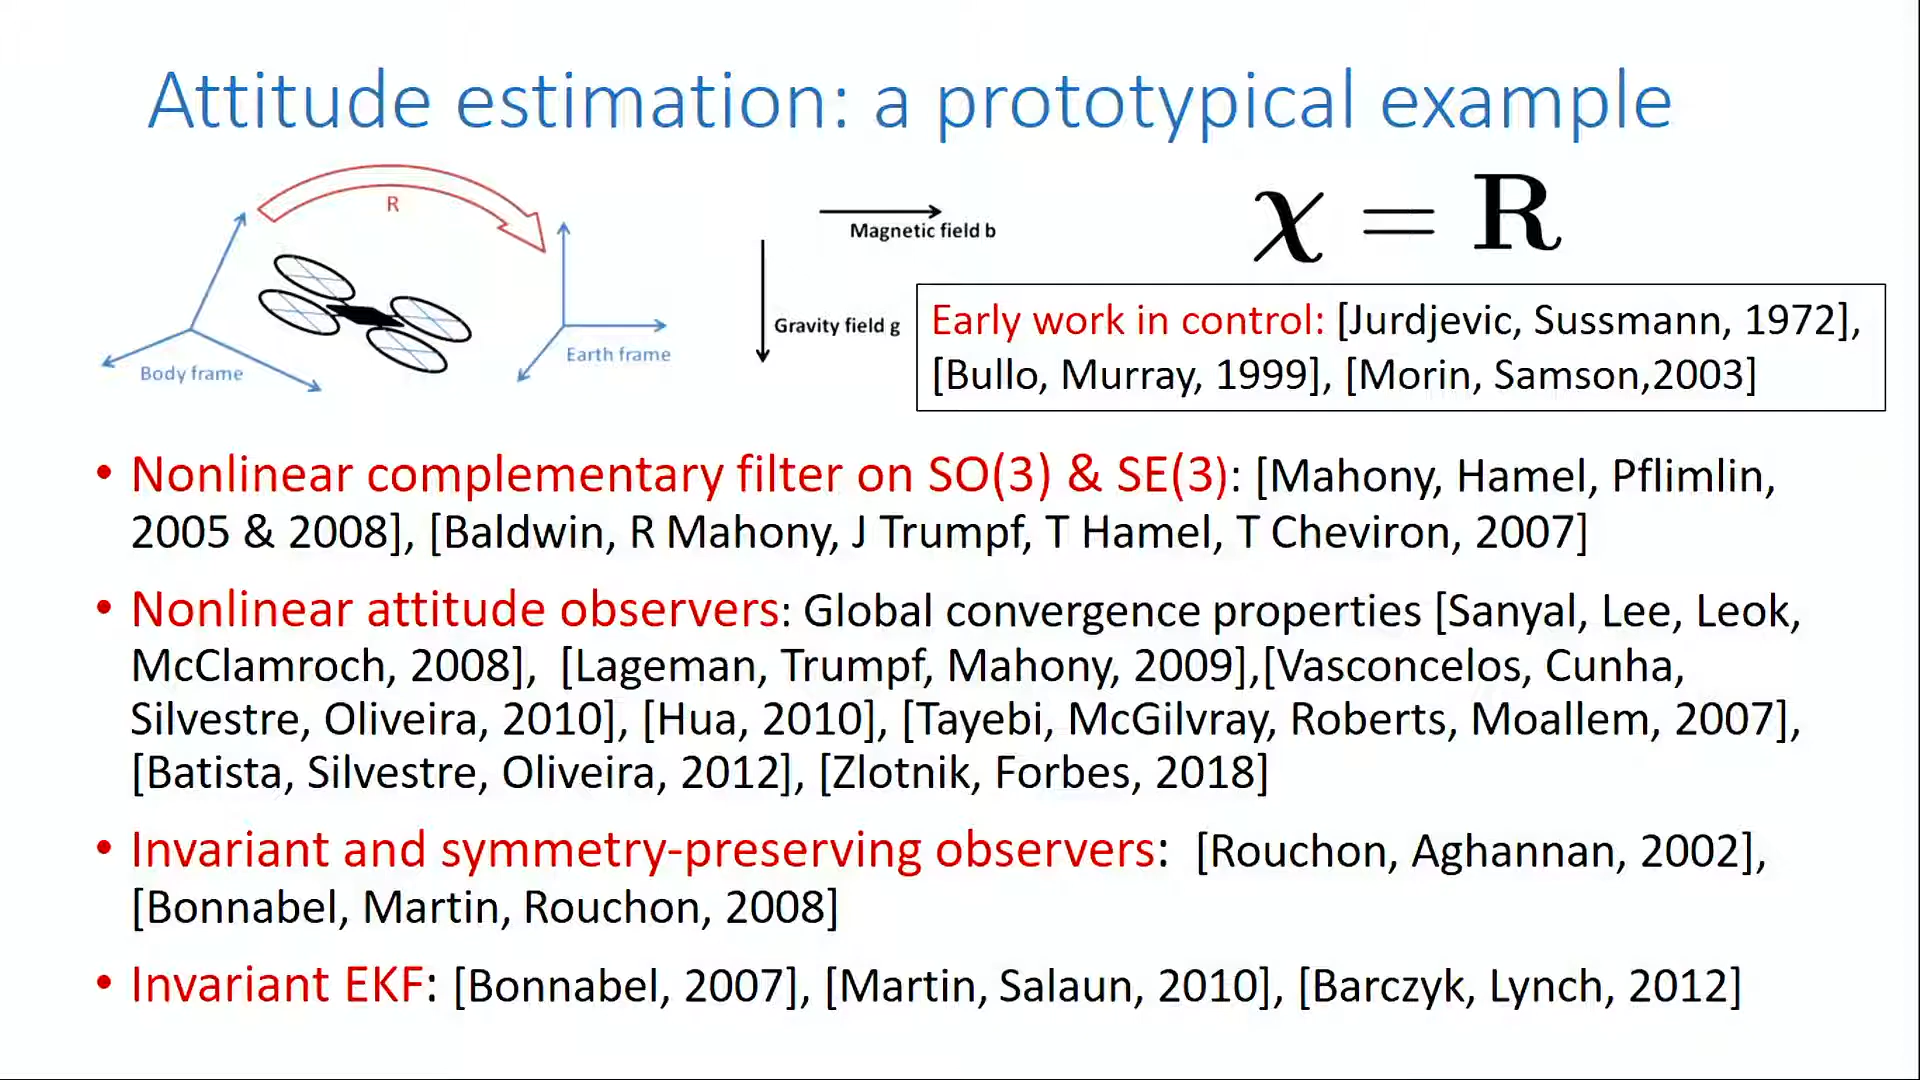 Attitude estimation: a prototypical example
R
Body frame
Earth frame
Magnetic field b
Gravity field g
χ = R
Early work in control: [Jurdjevic, Sussmann, 1972],
[Bullo, Murray, 1999], [Morin, Samson,2003]
• Nonlinear complementary filter on SO(3) & SE(3): [Mahony, Hamel, Pflimlin,
2005 & 2008], [Baldwin, R Mahony, J Trumpf, T Hamel, T Cheviron, 2007]
• Nonlinear attitude observers: Global convergence properties [Sanyal, Lee, Leok,
McClamroch, 2008], [Lageman, Trumpf, Mahony, 2009],[Vasconcelos, Cunha,
Silvestre, Oliveira, 2010], [Hua, 2010], [Tayebi, McGilvray, Roberts, Moallem, 2007],
[Batista, Silvestre, Oliveira, 2012], [Zlotnik, Forbes, 2018]
• Invariant and symmetry-preserving observers: [Rouchon, Aghannan, 2002],
[Bonnabel, Martin, Rouchon, 2008]
• Invariant EKF: [Bonnabel, 2007], [Martin, Salaun, 2010], [Barczyk, Lynch, 2012]